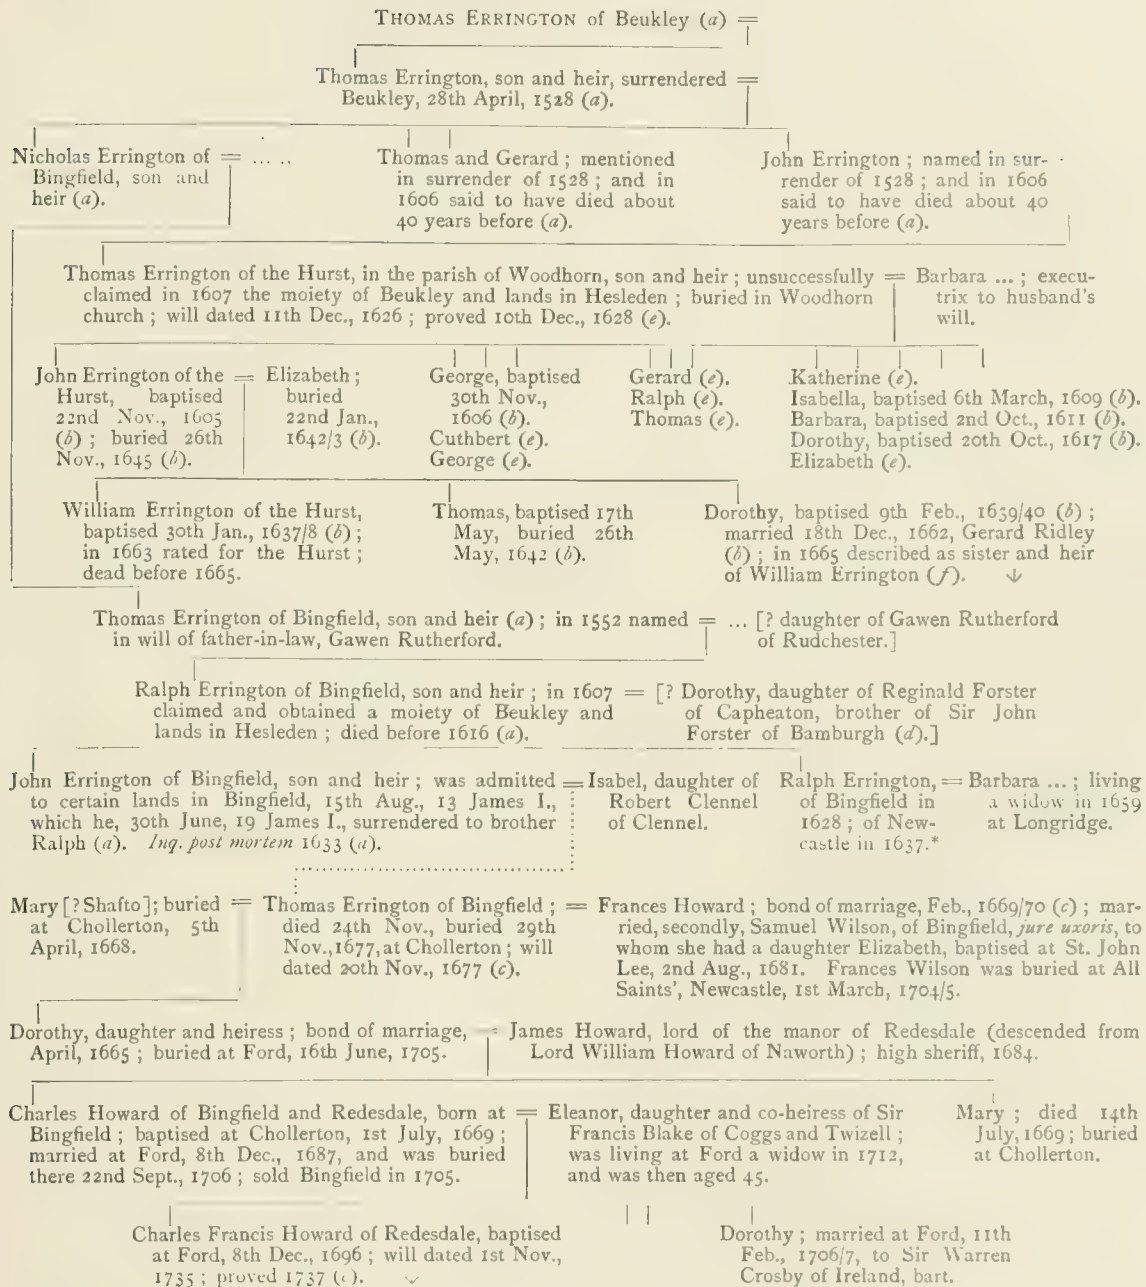 THOMAS ERRINGTON of Beukley (a) =
Thomas Errington, son and heir, surrendered =
Beukley, 28th April, 1528 (a).
Nicholas Errington of = ... ..
Bingfield, son and
heir (a).
Thomas and Gerard ; mentioned
in surrender of 1528 ; and in
1606 said to have died about
40 years before (a).
John Errington ; named in sur-
render of 1528 ; and in 1606
said to have died about 40
years before (a).
Thomas Errington of the Hurst, in the parish of Woodhorn, son and heir ; unsuccessfully =
claimed in 1607 the moiety of Beukley and lands in Hesleden ; buried in Woodhorn
church ; will dated 11th Dec., 1626 ; proved 10th Dec., 1628 (e).
Barbara ... ; execu-
trix to husband's
will.
John Errington of the =
Hurst, baptised
22nd Nov., 1605
(b) ; buried 26th
Nov., 1645 (b).
Elizabeth ;
buried
22nd Jan.,
1642/3 (b).
George, baptised
30th Nov.,
1606 (b).
Cuthbert (e).
George (e).
Gerard (e).
Ralph (e).
Thomas (e).
Katherine (e).
Isabella, baptised 6th March, 1609 (b).
Barbara, baptised 2nd Oct., 1611 (b).
Dorothy, baptised 20th Oct., 1617 (b).
Elizabeth (e).
William Errington of the Hurst,
baptised 30th Jan., 1637/8 (b) ;
in 1663 rated for the Hurst ;
dead before 1665.
Thomas, baptised 17th
May, buried 26th
May, 1642 (b).
Dorothy, baptised 9th Feb., 1639/40 (b) ;
married 18th Dec., 1662, Gerard Ridley
(b) ; in 1665 described as sister and heir
of William Errington (f). ↓
Thomas Errington of Bingfield, son and heir (a) ; in 1552 named =
in will of father-in-law, Gawen Rutherford.
... [? daughter of Gawen Rutherford
of Rudchester.]
Ralph Errington of Bingfield, son and heir ; in 1607 =
claimed and obtained a moiety of Beukley and
lands in Hesleden ; died before 1616 (a).
[? Dorothy, daughter of Reginald Forster
of Capheaton, brother of Sir John
Forster of Bamburgh (d).]
John Errington of Bingfield, son and heir ; was admitted =
to certain lands in Bingfield, 15th Aug., 13 James I.,
which he, 30th June, 19 James I., surrendered to brother
Ralph (a). Inq. post mortem 1633 (a).
Isabel, daughter of
Robert Clennel
of Clennel.
Ralph Errington, =
of Bingfield in
1628 ; of New-
castle in 1637.*
Barbara ... ; living
a widow in 1659
at Longridge.
Mary [? Shafto] ; buried =
at Chollerton, 5th
April, 1668.
Thomas Errington of Bingfield ; =
died 24th Nov., buried 29th
Nov., 1677, at Chollerton ; will
dated 20th Nov., 1677 (c).
Frances Howard ; bond of marriage, Feb., 1669/70 (c) ; mar-
ried, secondly, Samuel Wilson, of Bingfield, jure uxoris, to
whom she had a daughter Elizabeth, baptised at St. John
Lee, 2nd Aug., 1681. Frances Wilson was buried at All
Saints', Newcastle, 1st March, 1704/5.
Dorothy, daughter and heiress ; bond of marriage, =
April, 1665 ; buried at Ford, 16th June, 1705.
James Howard, lord of the manor of Redesdale (descended from
Lord William Howard of Naworth) ; high sheriff, 1684.
Charles Howard of Bingfield and Redesdale, born at =
Bingfield ; baptised at Chollerton, 1st July, 1669 ;
married at Ford, 8th Dec., 1687, and was buried
there 22nd Sept., 1706 ; sold Bingfield in 1705.
Eleanor, daughter and co-heiress of Sir
Francis Blake of Coggs and Twizell ;
was living at Ford a widow in 1712,
and was then aged 45.
Mary ; died 14th
July, 1669 ; buried
at Chollerton.
Charles Francis Howard of Redesdale, baptised
at Ford, 8th Dec., 1696 ; will dated 1st Nov.,
1735 ; proved 1737 (c). ↓
Dorothy ; married at Ford, 11th
Feb., 1706/7, to Sir Warren
Crosby of Ireland, bart.